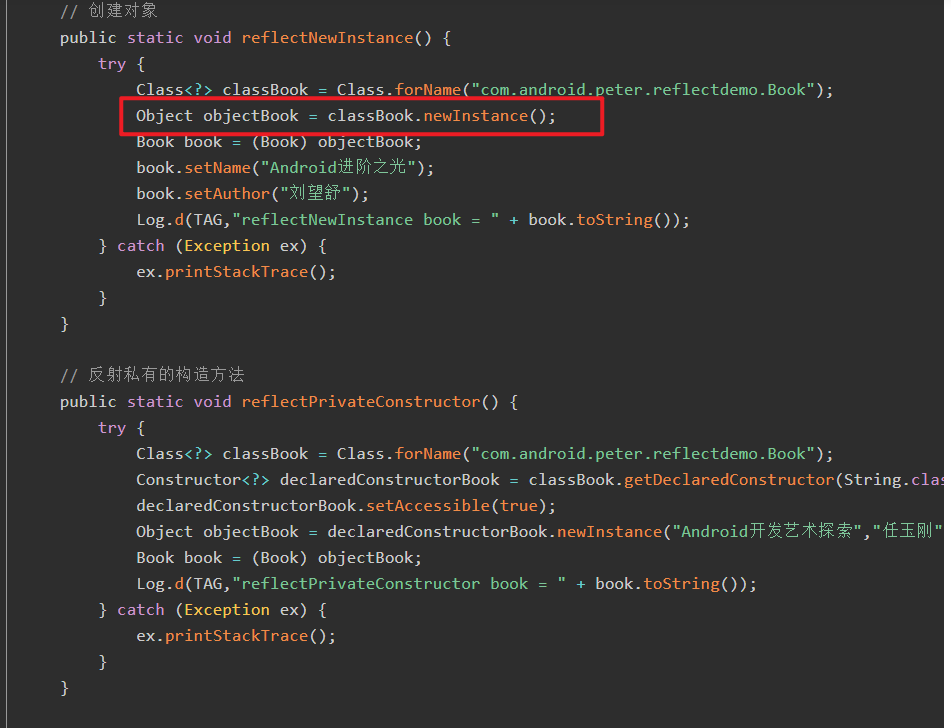 // 创建对象
public static void reflectNewInstance() {
try {
Class<?> classBook = Class.forName("com.android.peter.reflectdemo.Book");
Object objectBook = classBook.newInstance();
Book book = (Book) objectBook;
book.setName("Android进阶之光");
book.setAuthor("刘望舒");
Log.d(TAG,"reflectNewInstance book = " + book.toString());
} catch (Exception ex) {
ex.printStackTrace();
}
}
// 反射私有的构造方法
public static void reflectPrivateConstructor() {
try {
Class<?> classBook = Class.forName("com.android.peter.reflectdemo.Book");
Constructor<?> declaredConstructorBook = classBook.getDeclaredConstructor(String.clas
declaredConstructorBook.setAccessible(true);
Object objectBook = declaredConstructorBook.newInstance("Android开发艺术探索","任玉刚"
Book book = (Book) objectBook;
Log.d(TAG,"reflectPrivateConstructor book = " + book.toString());
} catch (Exception ex) {
ex.printStackTrace();
}
}